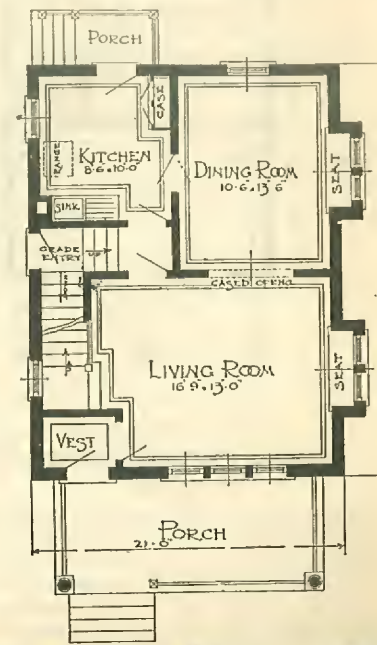 PORCH
CASE
RANGE
KITCHEN
8-6 x 10-0
DINING ROOM
10-6 x 13-6
SEAT
SINK
GRADE
ENTRY
UP
CASED OPENG.
LIVING ROOM
16-9 x 13-0
SEAT
VEST
PORCH
21-0